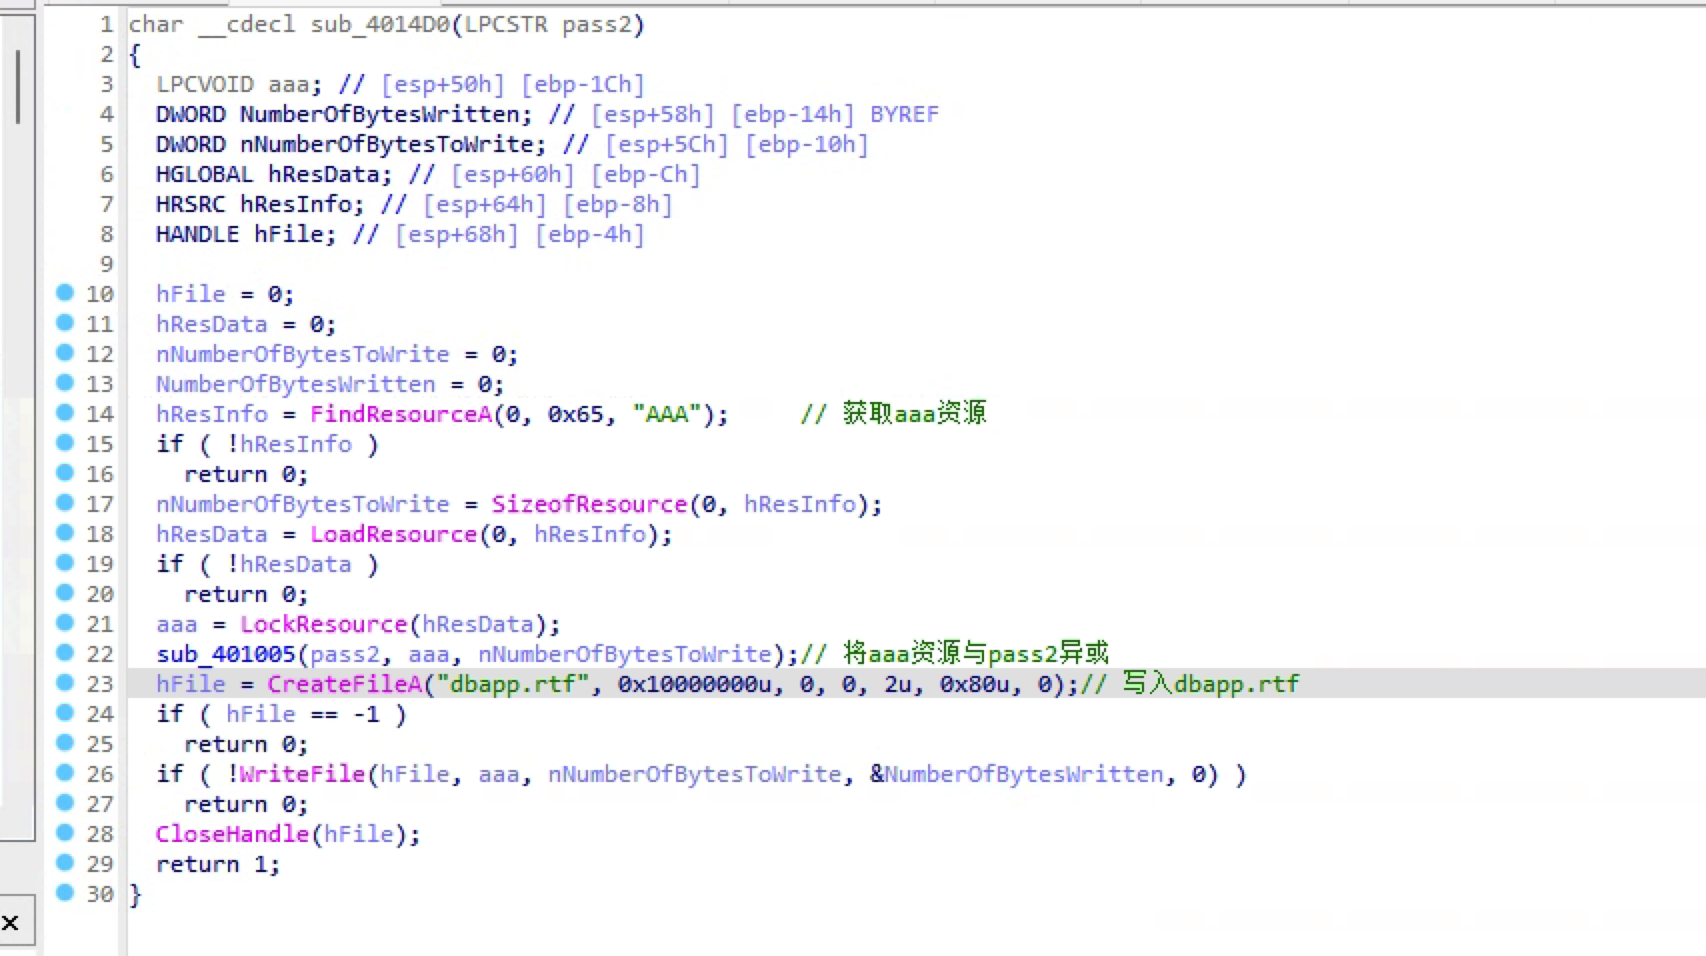 1 char __cdecl sub_4014D0(LPCSTR pass2)
2 {
3   LPCVOID aaa; // [esp+50h] [ebp-1Ch]
4   DWORD NumberOfBytesWritten; // [esp+58h] [ebp-14h] BYREF
5   DWORD nNumberOfBytesToWrite; // [esp+5Ch] [ebp-10h]
6   HGLOBAL hResData; // [esp+60h] [ebp-Ch]
7   HRSRC hResInfo; // [esp+64h] [ebp-8h]
8   HANDLE hFile; // [esp+68h] [ebp-4h]
9
10   hFile = 0;
11   hResData = 0;
12   nNumberOfBytesToWrite = 0;
13   NumberOfBytesWritten = 0;
14   hResInfo = FindResourceA(0, 0x65, "AAA");     // 获取aaa资源
15   if ( !hResInfo )
16     return 0;
17   nNumberOfBytesToWrite = SizeofResource(0, hResInfo);
18   hResData = LoadResource(0, hResInfo);
19   if ( !hResData )
20     return 0;
21   aaa = LockResource(hResData);
22   sub_401005(pass2, aaa, nNumberOfBytesToWrite);// 将aaa资源与pass2异或
23   hFile = CreateFileA("dbapp.rtf", 0x10000000u, 0, 0, 2u, 0x80u, 0);// 写入dbapp.rtf
24   if ( hFile == -1 )
25     return 0;
26   if ( !WriteFile(hFile, aaa, nNumberOfBytesToWrite, &NumberOfBytesWritten, 0) )
27     return 0;
28   CloseHandle(hFile);
29   return 1;
30 }